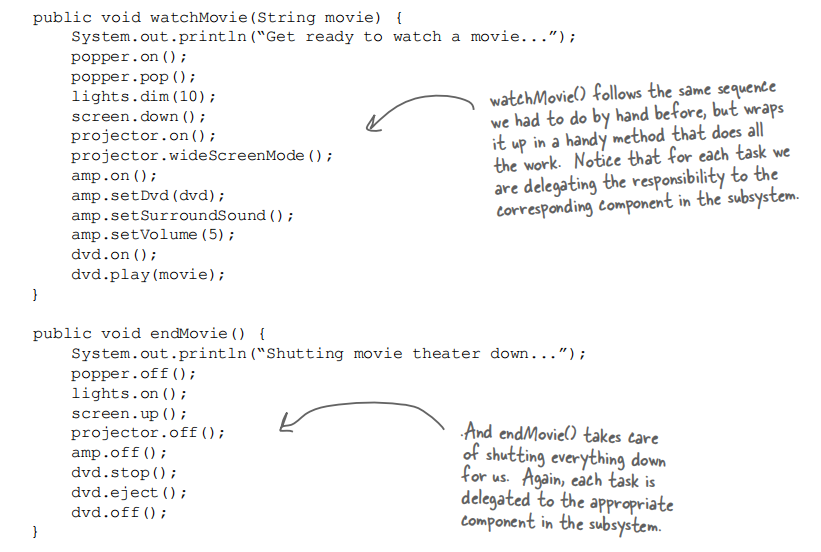 public void watchMovie(String movie) {
System.out.println(“Get ready to watch a movie...”);
popper.on();
popper.pop();
lights.dim(10);
screen.down();
projector.on();
projector.wideScreenMode();
amp.on();
amp.setDvd(dvd);
amp.setSurroundSound();
amp.setVolume(5);
dvd.on();
dvd.play(movie);
}
watchMovie() follows the same sequence
we had to do by hand before, but wraps
it up in a handy method that does all
the work. Notice that for each task we
are delegating the responsibility to the
corresponding component in the subsystem.
public void endMovie() {
System.out.println(“Shutting movie theater down...”);
popper.off();
lights.on();
screen.up();
projector.off();
amp.off();
dvd.stop();
dvd.eject();
dvd.off();
}
.And endMovie() takes care
of shutting everything down
for us. Again, each task is
delegated to the appropriate
component in the subsystem.